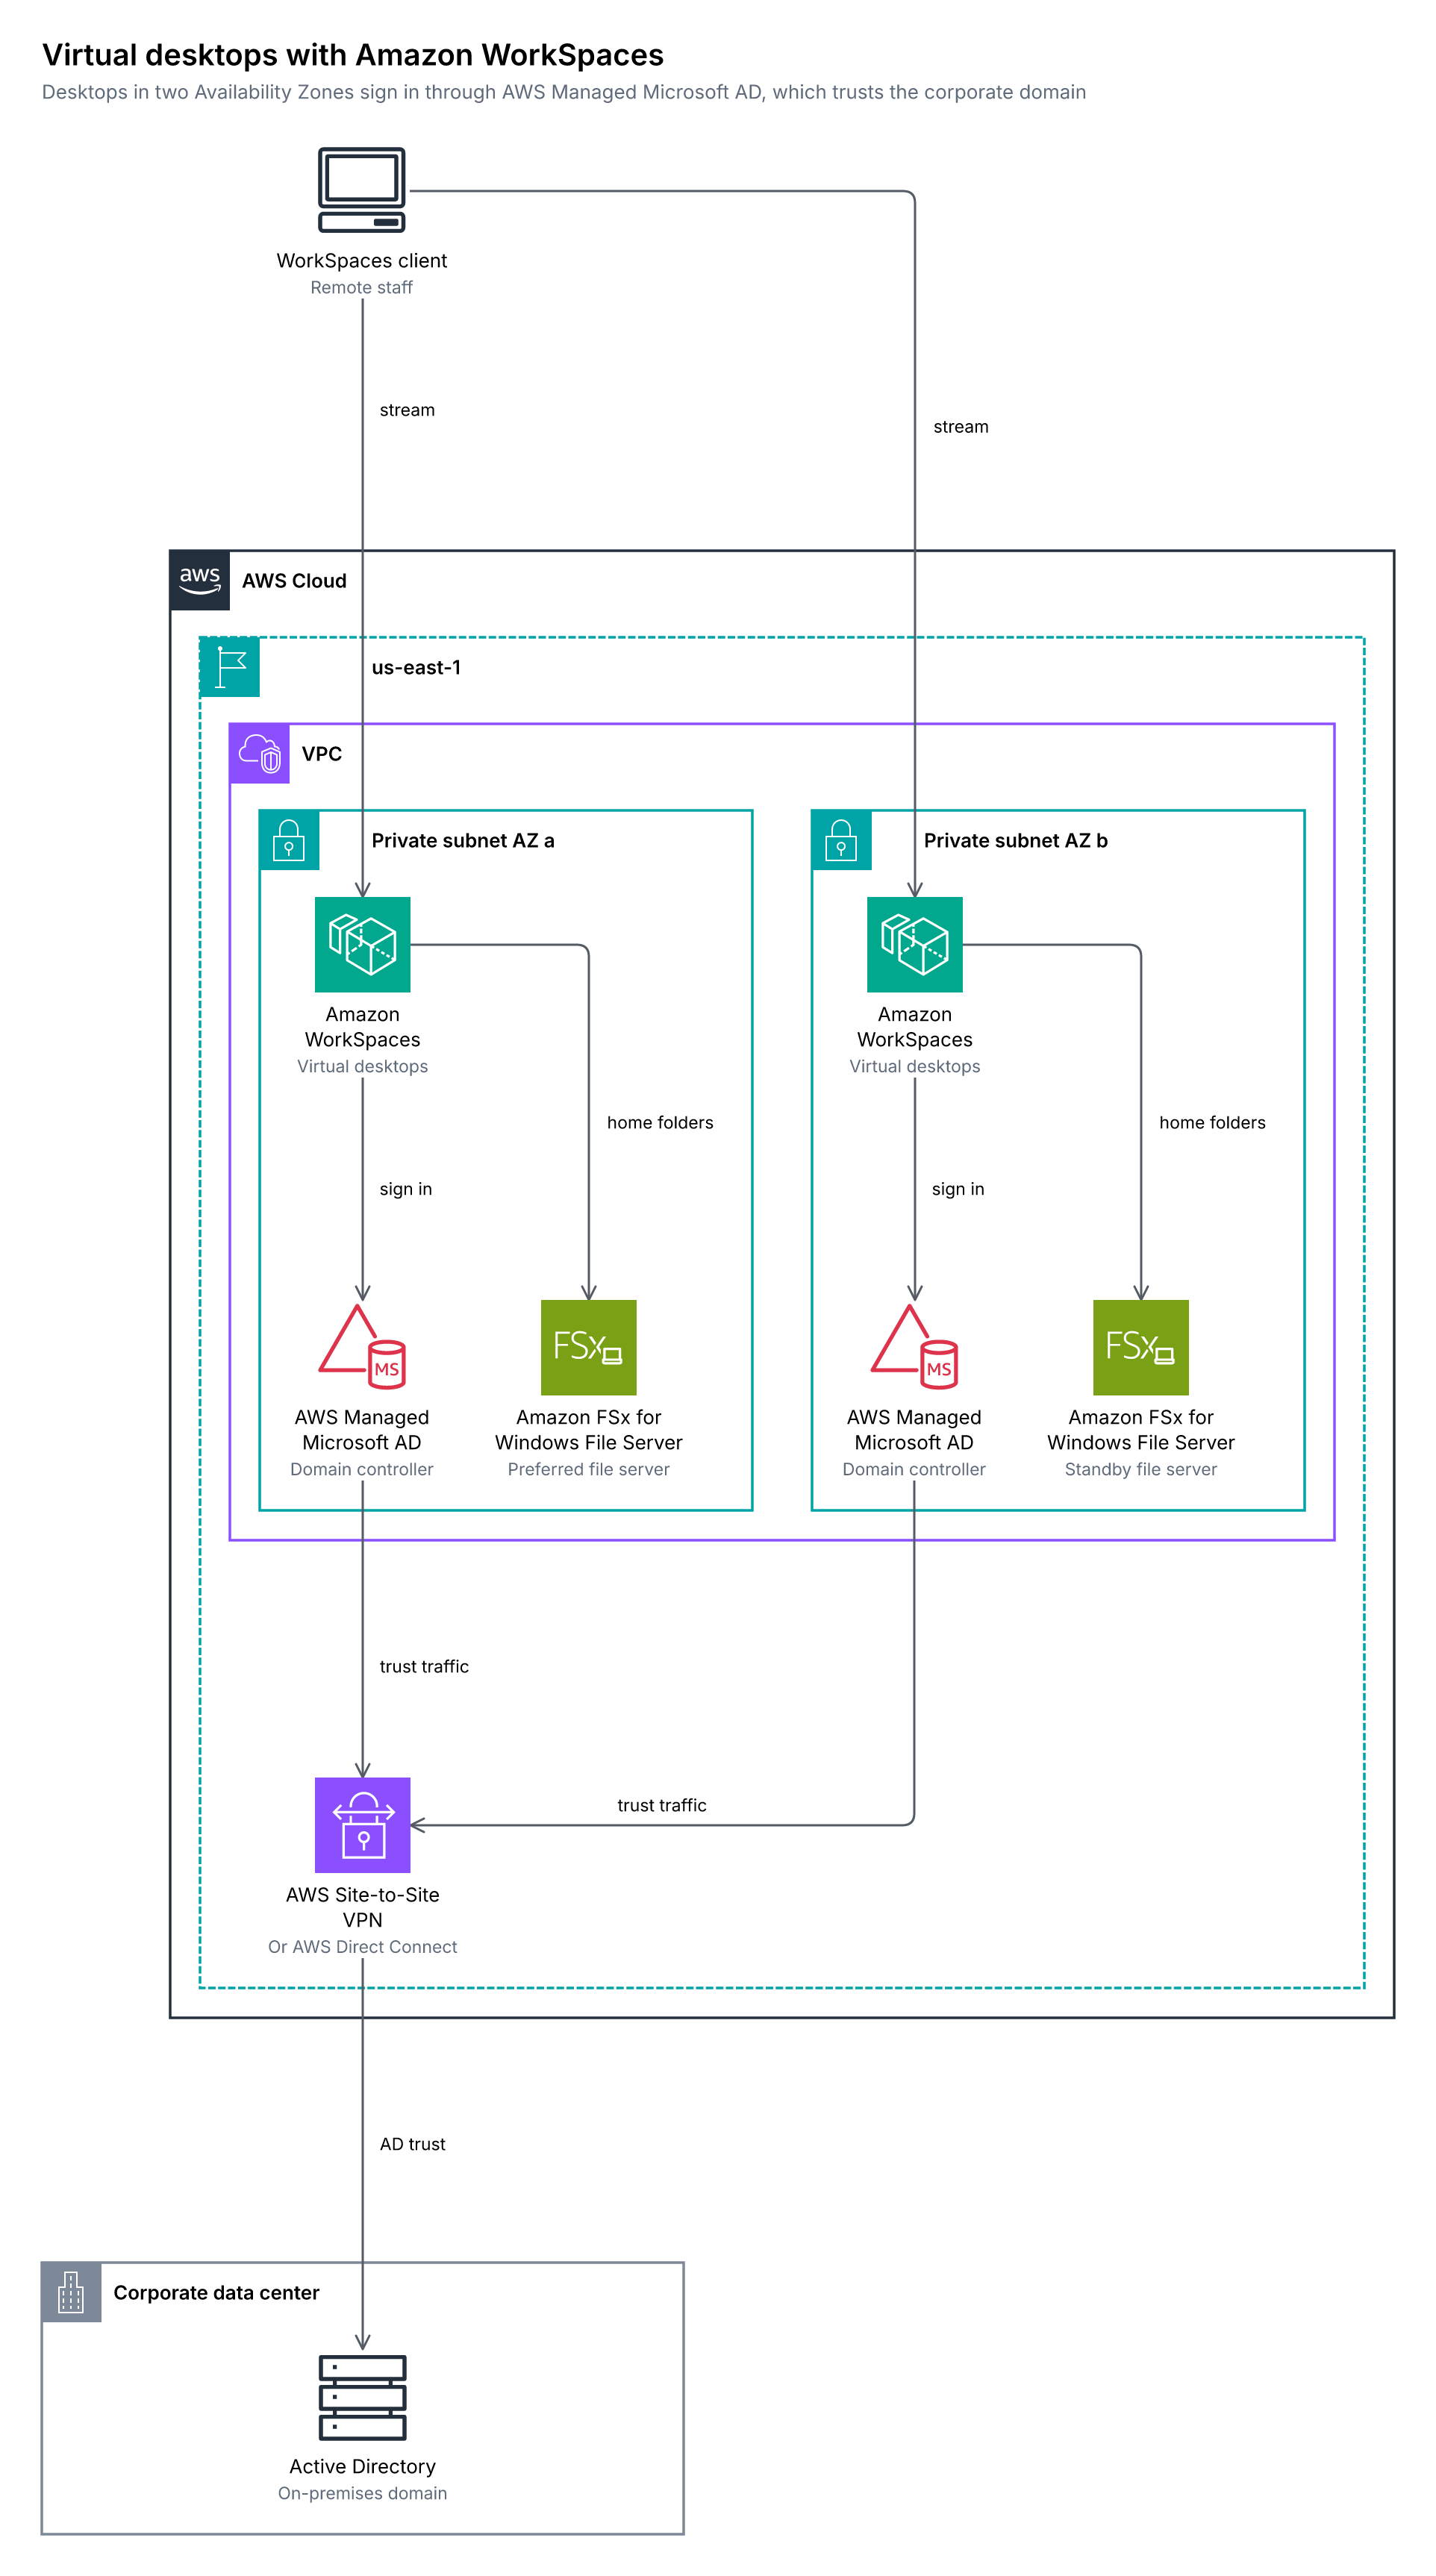 Virtual desktops with Amazon WorkSpaces
Desktops in two Availability Zones sign in through AWS Managed Microsoft AD, which trusts the corporate domain
WorkSpaces client
Remote staff
stream
stream
aws
AWS Cloud
us-east-1
VPC
Private subnet AZ a
Private subnet AZ b
Amazon
WorkSpaces
Virtual desktops
Amazon
WorkSpaces
Virtual desktops
home folders
home folders
sign in
sign in
MS
FSx
MS
FSx
AWS Managed
Microsoft AD
Domain controller
Amazon FSx for
Windows File Server
Preferred file server
AWS Managed
Microsoft AD
Domain controller
Amazon FSx for
Windows File Server
Standby file server
trust traffic
trust traffic
AWS Site-to-Site
VPN
Or AWS Direct Connect
AD trust
Corporate data center
Active Directory
On-premises domain